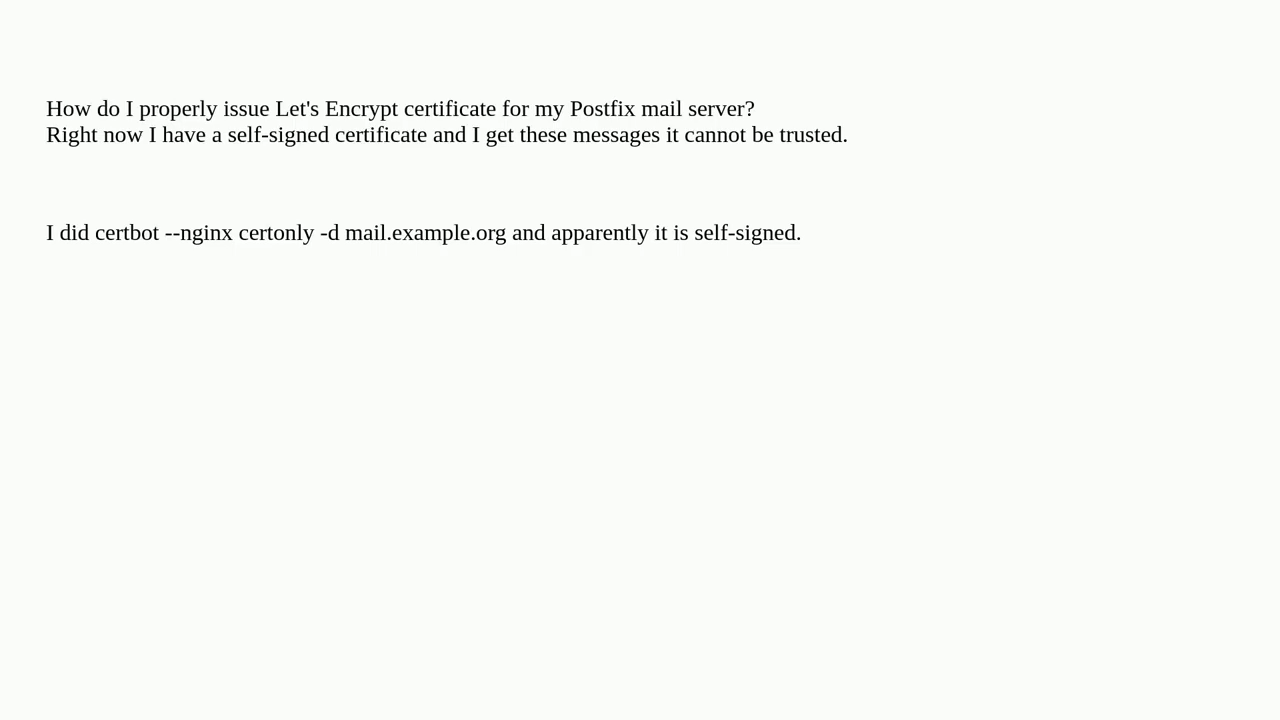 How do I properly issue Let's Encrypt certificate for my Postfix mail server?
Right now I have a self-signed certificate and I get these messages it cannot be trusted.
I did certbot --nginx certonly -d mail.example.org and apparently it is self-signed.